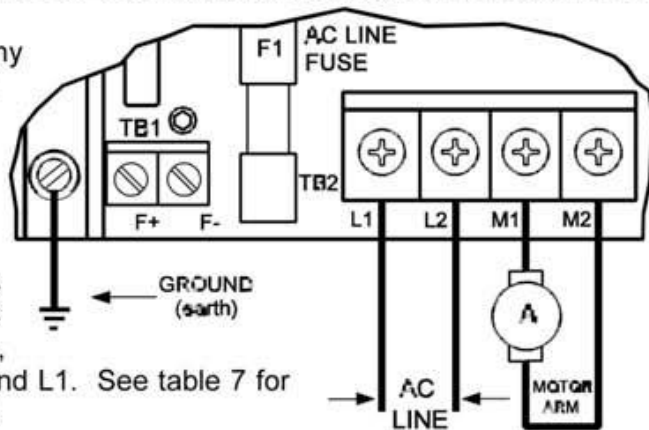 ny
F1
AC LINE
FUSE
TB1
TB2
F+ F-
L1 L2 M1 M2
GROUND
(earth)
A
,
nd L1. See table 7 for
AC
LINE
MOTOR
ARM